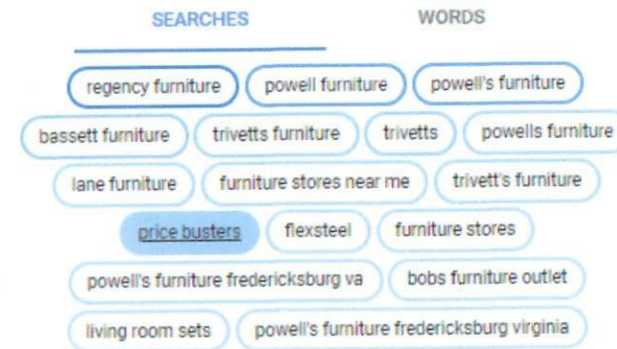 SEARCHES WORDS
regency furniture powell furniture powell's furniture
bassett furniture trivetts furniture trivetts powells furniture
lane furniture furniture stores near me trivett's furniture
price busters flexsteel furniture stores
powell's furniture fredericksburg va bobs furniture outlet
living room sets powell's furniture fredericksburg virginia